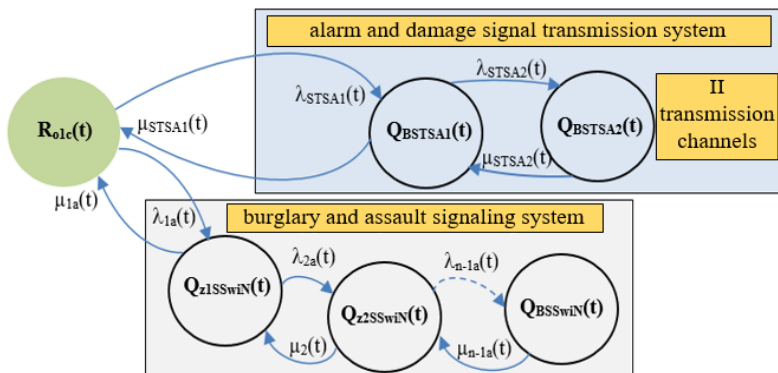 alarm and damage signal transmission system
λSTSA2(t)
λSTSA1(t)
II
transmission
channels
Ro1c(t)
μSTSA1(t)
QBSTSA1(t)
QBSTSA2(t)
μSTSA2(t)
μ1a(t)
λ1a(t)
burglary and assault signaling system
λ2a(t)
λn-1a(t)
Qz1SSwiN(t)
Qz2SSwiN(t)
QBSSwiN(t)
μ2(t)
μn-1a(t)